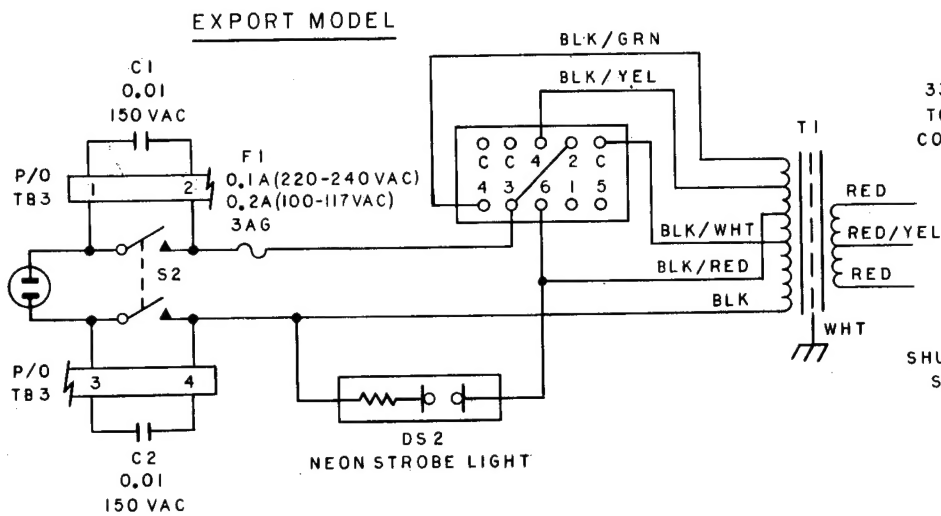 EXPORT MODEL
BLK/GRN
BLK/YEL
C1
0.01
150 VAC
T1
P/O
TB3
1 2
F1
0.1A (220-240 VAC)
0.2A (100-117VAC)
3AG
C C 4 2 C
4 3 6 1 5
BLK/WHT
BLK/RED
BLK
RED
RED/YEL
RED
S2
WHT
P/O
TB3
3 4
C2
0.01
150 VAC
DS2
NEON STROBE LIGHT